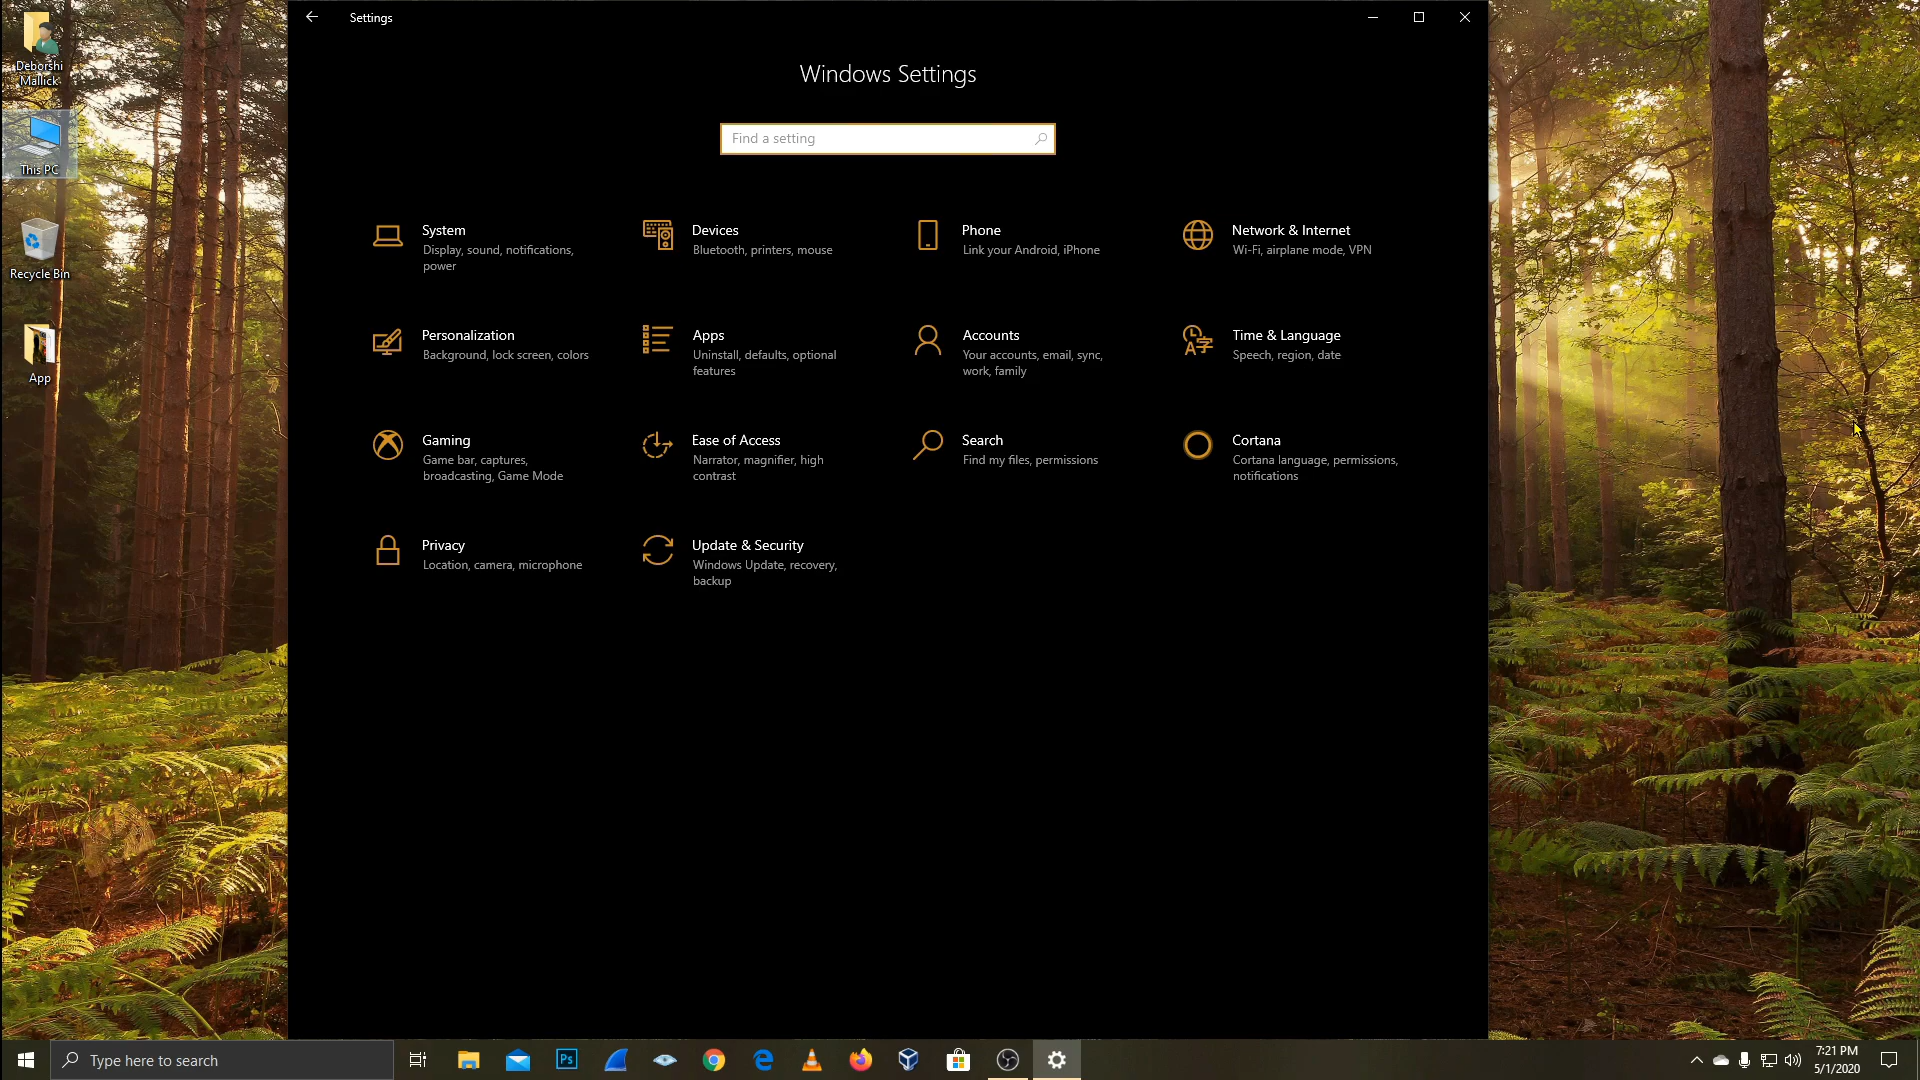 Deborshi
Mallick
This PC
Recycle Bin
App
Settings
Windows Settings
Find a setting
System
Display, sound, notifications,
power
Devices
Bluetooth, printers, mouse
Phone
Link your Android, iPhone
Network & Internet
Wi-Fi, airplane mode, VPN
Personalization
Background, lock screen, colors
Apps
Uninstall, defaults, optional
features
Accounts
Your accounts, email, sync,
work, family
Time & Language
Speech, region, date
Gaming
Game bar, captures,
broadcasting, Game Mode
Ease of Access
Narrator, magnifier, high
contrast
Search
Find my files, permissions
Cortana
Cortana language, permissions,
notifications
Privacy
Location, camera, microphone
Update & Security
Windows Update, recovery,
backup
Type here to search
Ps
7:21 PM
5/1/2020